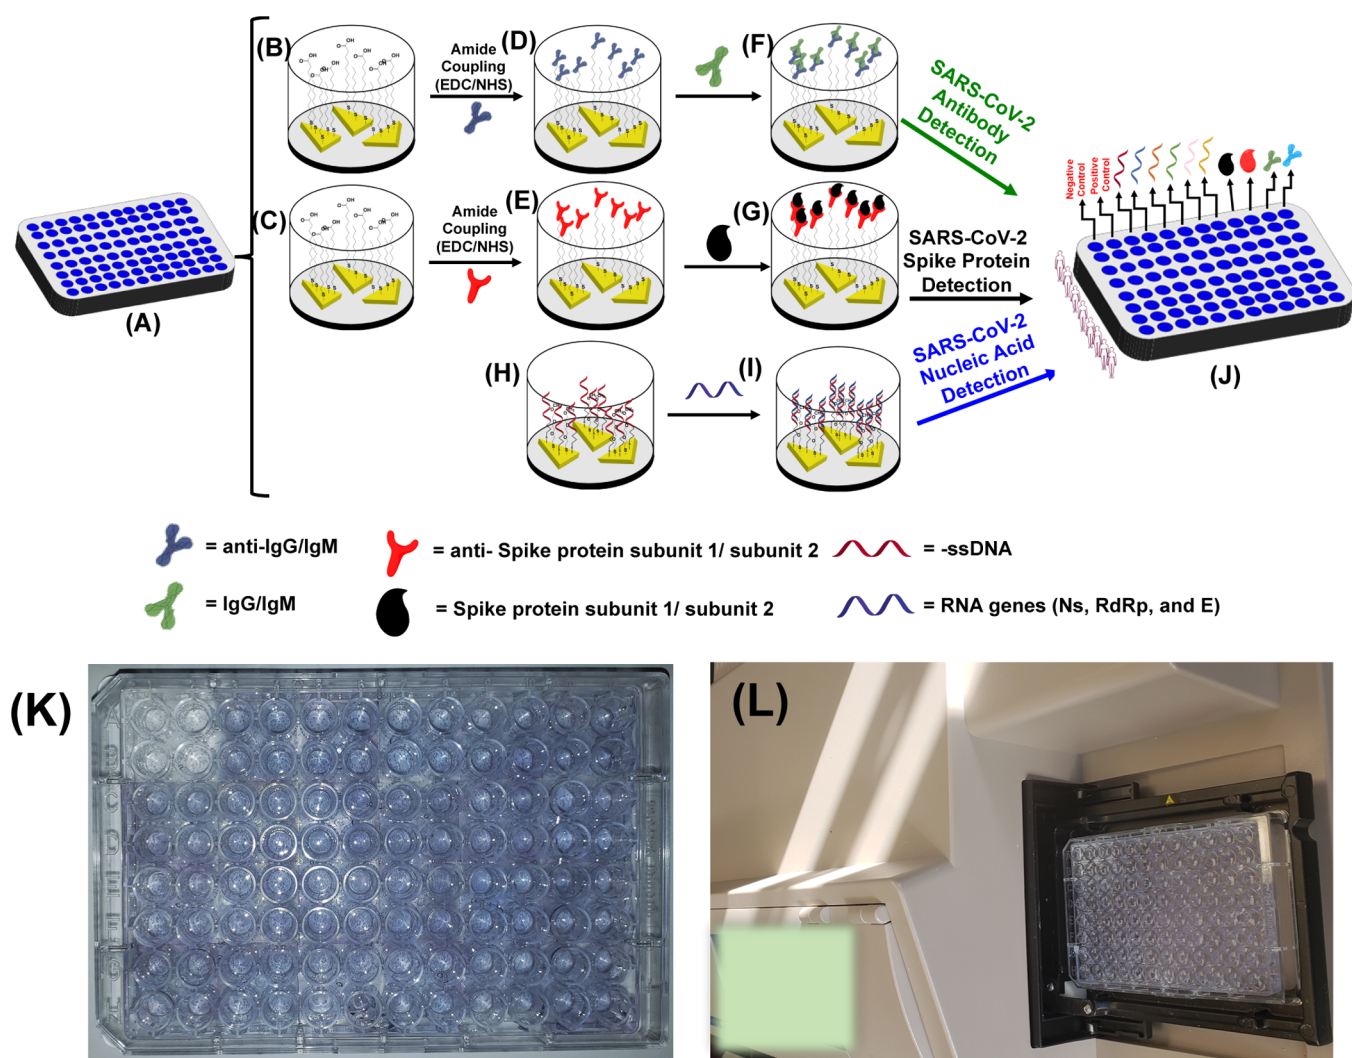 (A)
(B)
Amide
Coupling
(EDC/NHS)
(D)
(F)
SARS-CoV-2
Antibody
Detection
(C)
Amide
Coupling
(EDC/NHS)
(E)
(G)
SARS-CoV-2
Spike Protein
Detection
(H)
(I)
SARS-CoV-2
Nucleic Acid
Detection
Negative
Control
Positive
Control
(J)
= anti-IgG/IgM
= anti- Spike protein subunit 1/ subunit 2
= -ssDNA
= IgG/IgM
= Spike protein subunit 1/ subunit 2
= RNA genes (Ns, RdRp, and E)
(K)
(L)